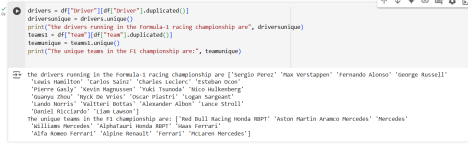 drivers = df["Driver"][df["Driver"].duplicated()]
driversunique = drivers.unique()
print("the drivers running in the Formula-1 racing championship are", driversunique)
teams1 = df["Team"][df["Team"].duplicated()]
teamunique = teams1.unique()
print("The unique teams in the F1 championship are:", teamunique)
the drivers running in the Formula-1 racing championship are ['Sergio Perez' 'Max Verstappen' 'Fernando Alonso' 'George Russell'
'Lewis Hamilton' 'Carlos Sainz' 'Charles Leclerc' 'Esteban Ocon'
'Pierre Gasly' 'Kevin Magnussen' 'Yuki Tsunoda' 'Nico Hulkenberg'
'Guanyu Zhou' 'Nyck De Vries' 'Oscar Piastri' 'Logan Sargeant'
'Lando Norris' 'Valtteri Bottas' 'Alexander Albon' 'Lance Stroll'
'Daniel Ricciardo' 'Liam Lawson']
The unique teams in the F1 championship are: ['Red Bull Racing Honda RBPT' 'Aston Martin Aramco Mercedes' 'Mercedes'
'Williams Mercedes' 'AlphaTauri Honda RBPT' 'Haas Ferrari'
'Alfa Romeo Ferrari' 'Alpine Renault' 'Ferrari' 'McLaren Mercedes']